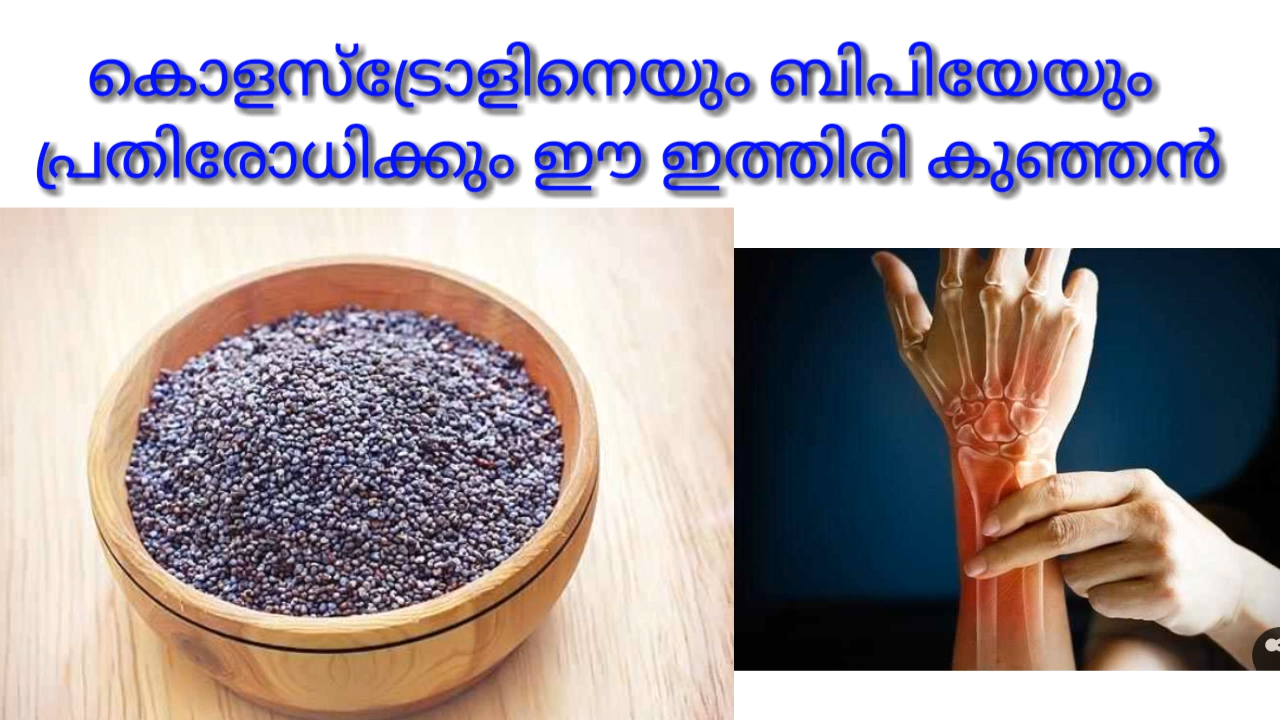 കൊളസ്ട്രോളിനെയും ബിപിയേയും
പ്രതിരോധിക്കും ഈ ഇത്തിരി കുഞ്ഞൻ